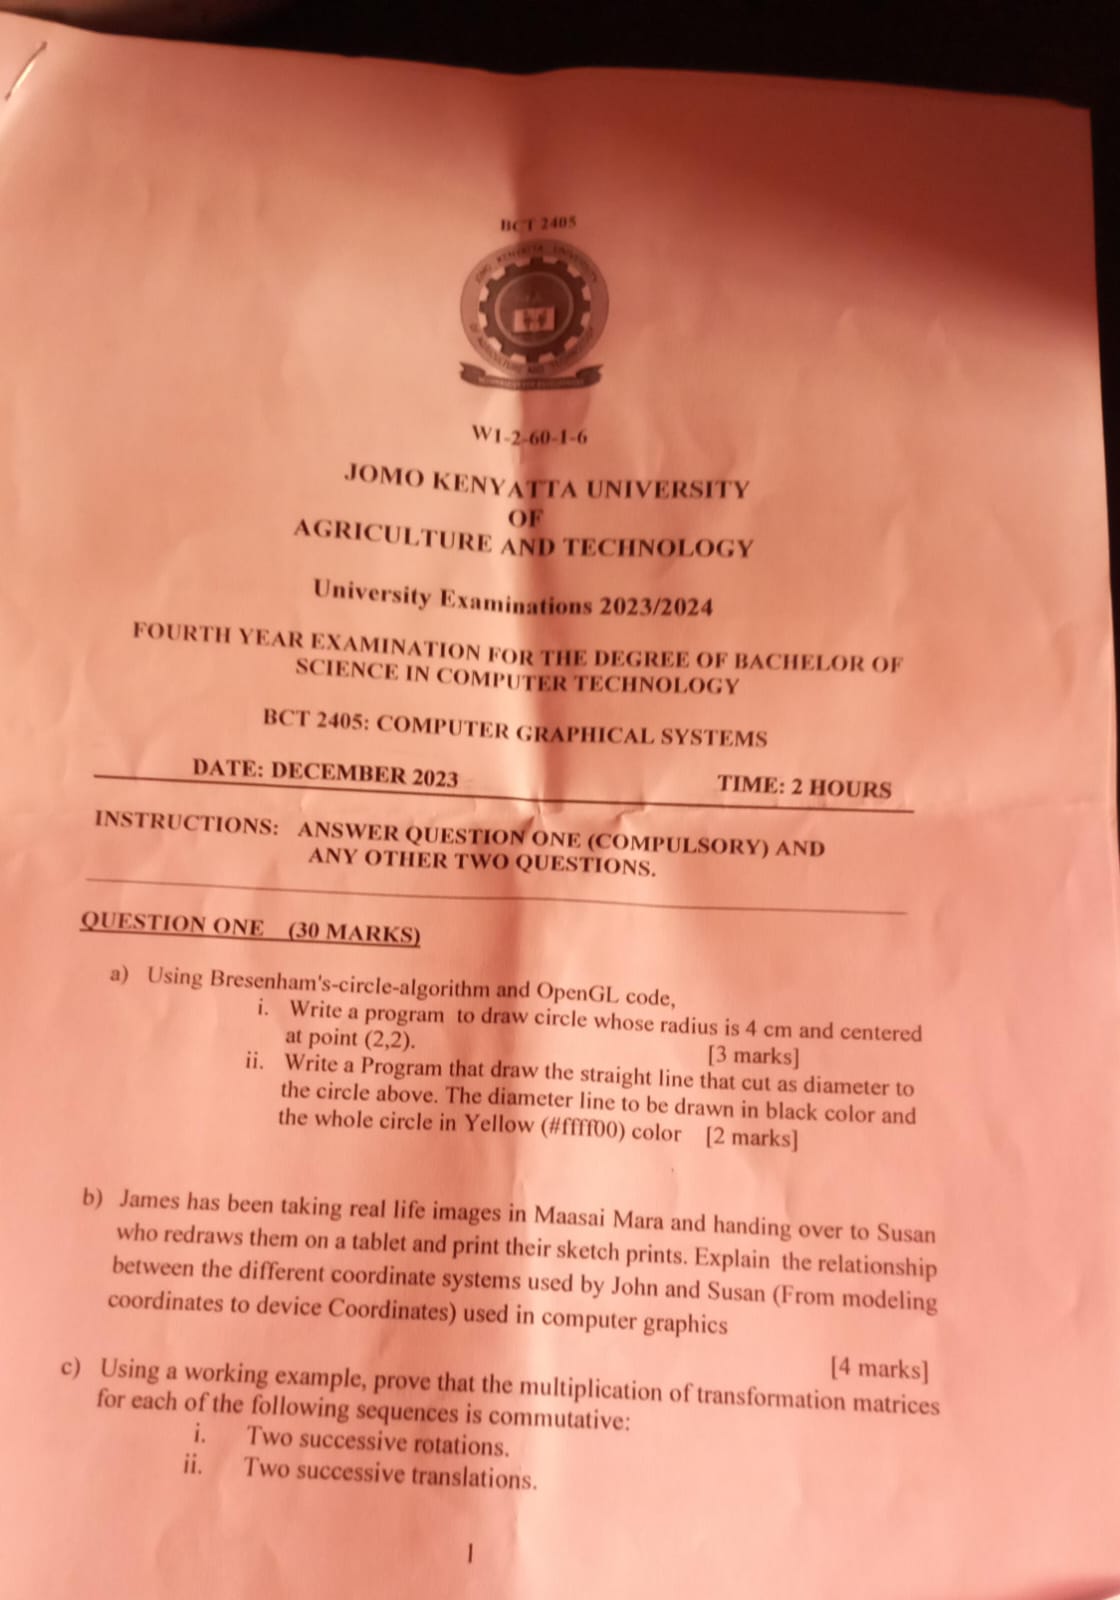 BCT 2405
W1-2-60-1-6
JOMO KENYATTA UNIVERSITY
OF
AGRICULTURE AND TECHNOLOGY
University Examinations 2023/2024
FOURTH YEAR EXAMINATION FOR THE DEGREE OF BACHELOR OF
SCIENCE IN COMPUTER TECHNOLOGY
BCT 2405: COMPUTER GRAPHICAL SYSTEMS
DATE: DECEMBER 2023 TIME: 2 HOURS
INSTRUCTIONS: ANSWER QUESTION ONE (COMPULSORY) AND
ANY OTHER TWO QUESTIONS.
QUESTION ONE (30 MARKS)
a) Using Bresenham's-circle-algorithm and OpenGL code,
i. Write a program to draw circle whose radius is 4 cm and centered
at point (2,2). [3 marks]
ii. Write a Program that draw the straight line that cut as diameter to
the circle above. The diameter line to be drawn in black color and
the whole circle in Yellow (#ffff00) color [2 marks]
b) James has been taking real life images in Maasai Mara and handing over to Susan
who redraws them on a tablet and print their sketch prints. Explain the relationship
between the different coordinate systems used by John and Susan (From modeling
coordinates to device Coordinates) used in computer graphics
[4 marks]
c) Using a working example, prove that the multiplication of transformation matrices
for each of the following sequences is commutative:
i. Two successive rotations.
ii. Two successive translations.
1